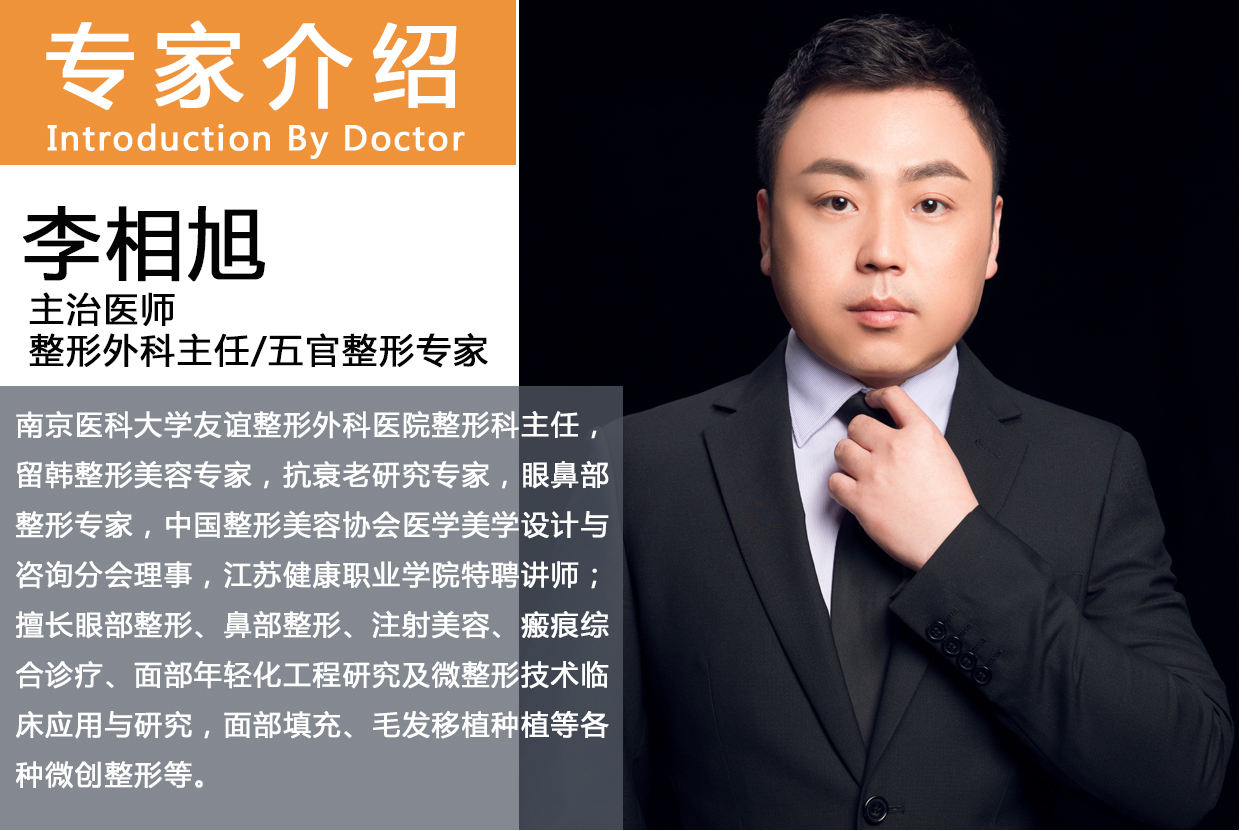 专家介绍
Introduction By Doctor
李相旭
主治医师
整形外科主任/五官整形专家
南京医科大学友谊整形外科医院整形科主任，
留韩整形美容专家，抗衰老研究专家，眼鼻部
整形专家，中国整形美容协会医学美学设计与
咨询分会理事，江苏健康职业学院特聘讲师；
擅长眼部整形、鼻部整形、注射美容、瘢痕综
合诊疗、面部年轻化工程研究及微整形技术临
床应用与研究，面部填充、毛发移植种植等各
种微创整形等。